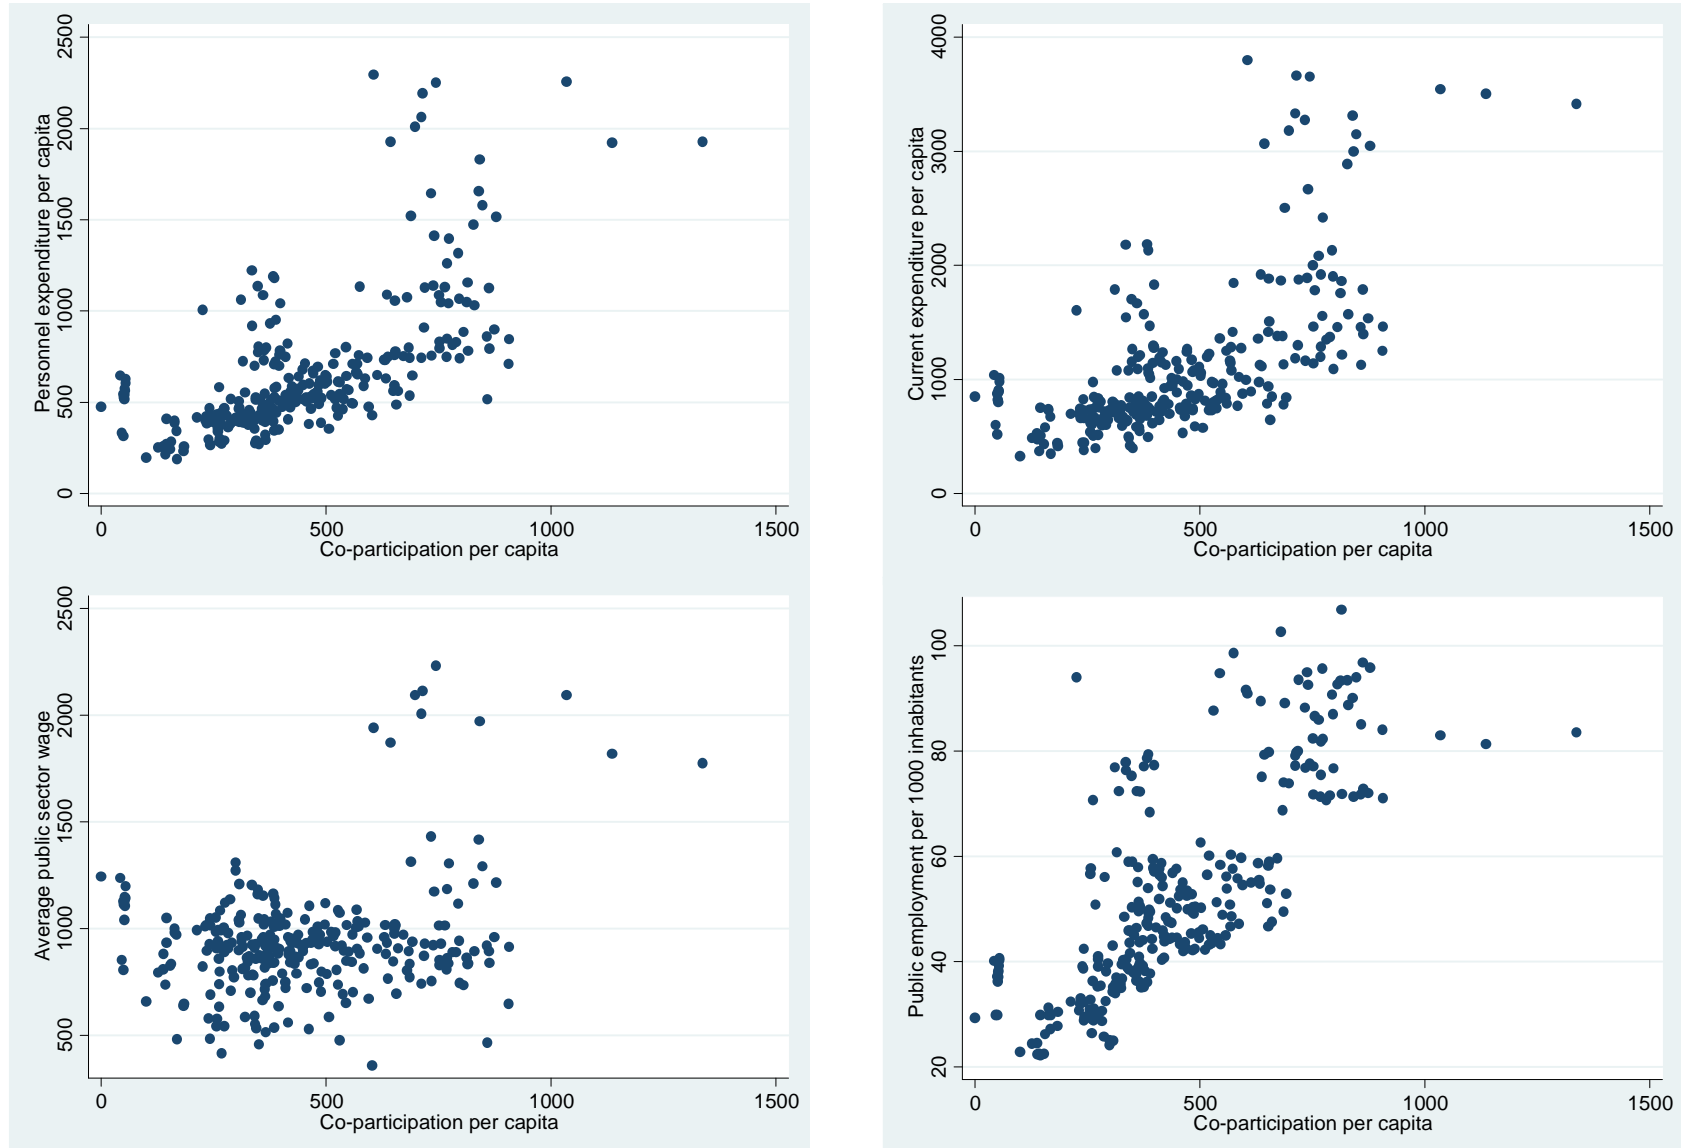 Personnel expenditure per capita
2500
2000
1500
1000
500
0
0 500 1000 1500
Co-participation per capita
Current expenditure per capita
4000
3000
2000
1000
0
0 500 1000 1500
Co-participation per capita
Average public sector wage
2500
2000
1500
1000
500
0 500 1000 1500
Co-participation per capita
Public employment per 1000 inhabitants
100
80
60
40
20
0 500 1000 1500
Co-participation per capita